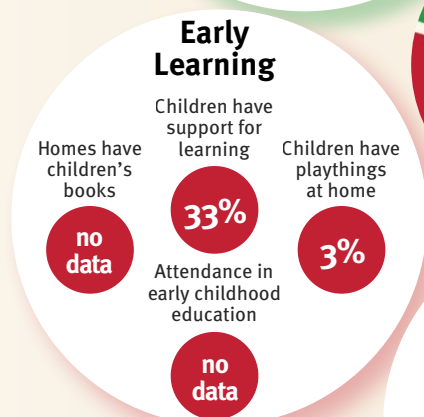 Early
Learning
Children have
support for
learning
33%
Homes have
children's
books
no
data
Children have
playthings
at home
3%
Attendance in
early childhood
education
no
data